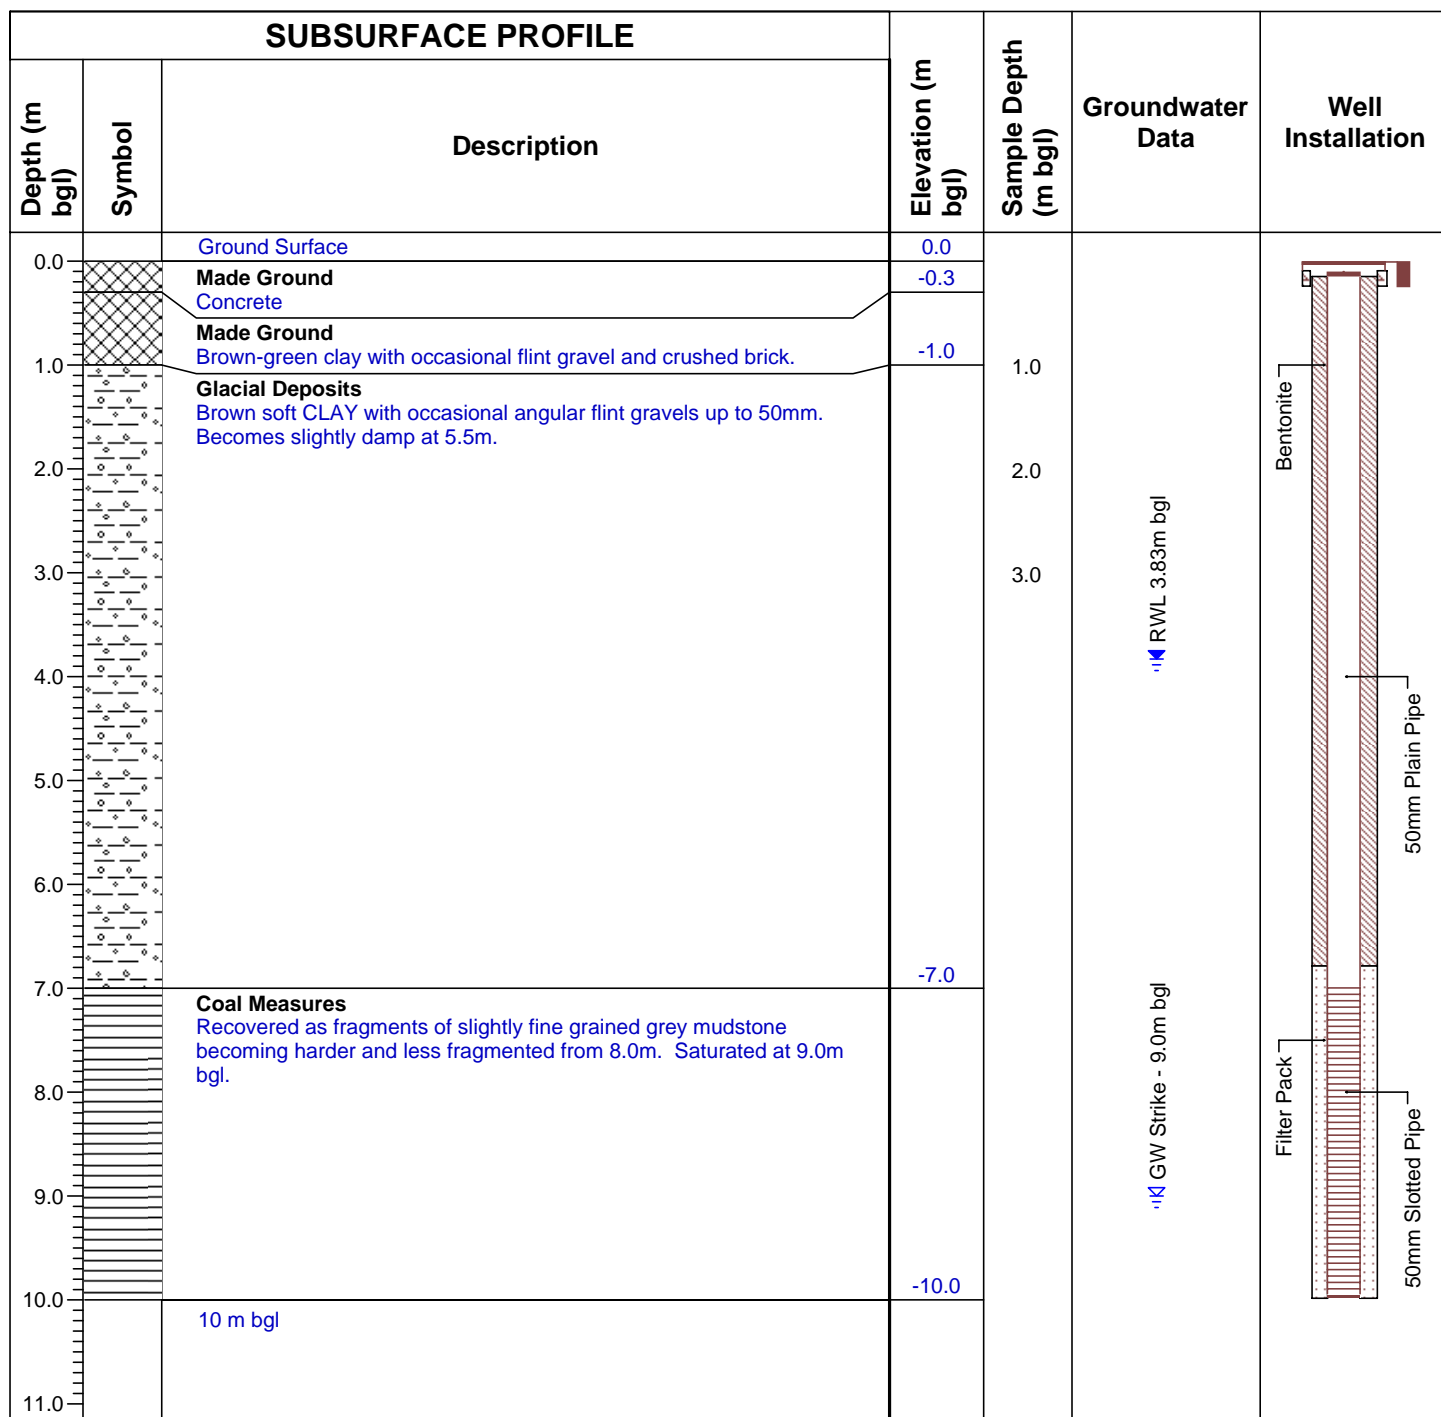 SUBSURFACE PROFILE
Depth (m
bgl)
Symbol
Description
Elevation (m
bgl)
Sample Depth
(m bgl)
Groundwater
Data
Well
Installation
Ground Surface
0.0
0.0
Made Ground
-0.3
Concrete
Made Ground
Brown-green clay with occasional flint gravel and crushed brick.
-1.0
1.0
1.0
Glacial Deposits
Brown soft CLAY with occasional angular flint gravels up to 50mm.
Becomes slightly damp at 5.5m.
Bentonite
2.0
2.0
3.0
3.0
RWL 3.83m bgl
4.0
50mm Plain Pipe
5.0
6.0
-7.0
7.0
Coal Measures
Recovered as fragments of slightly fine grained grey mudstone
becoming harder and less fragmented from 8.0m.  Saturated at 9.0m
bgl.
GW Strike - 9.0m bgl
Filter Pack
8.0
50mm Slotted Pipe
9.0
-10.0
10.0
10 m bgl
11.0